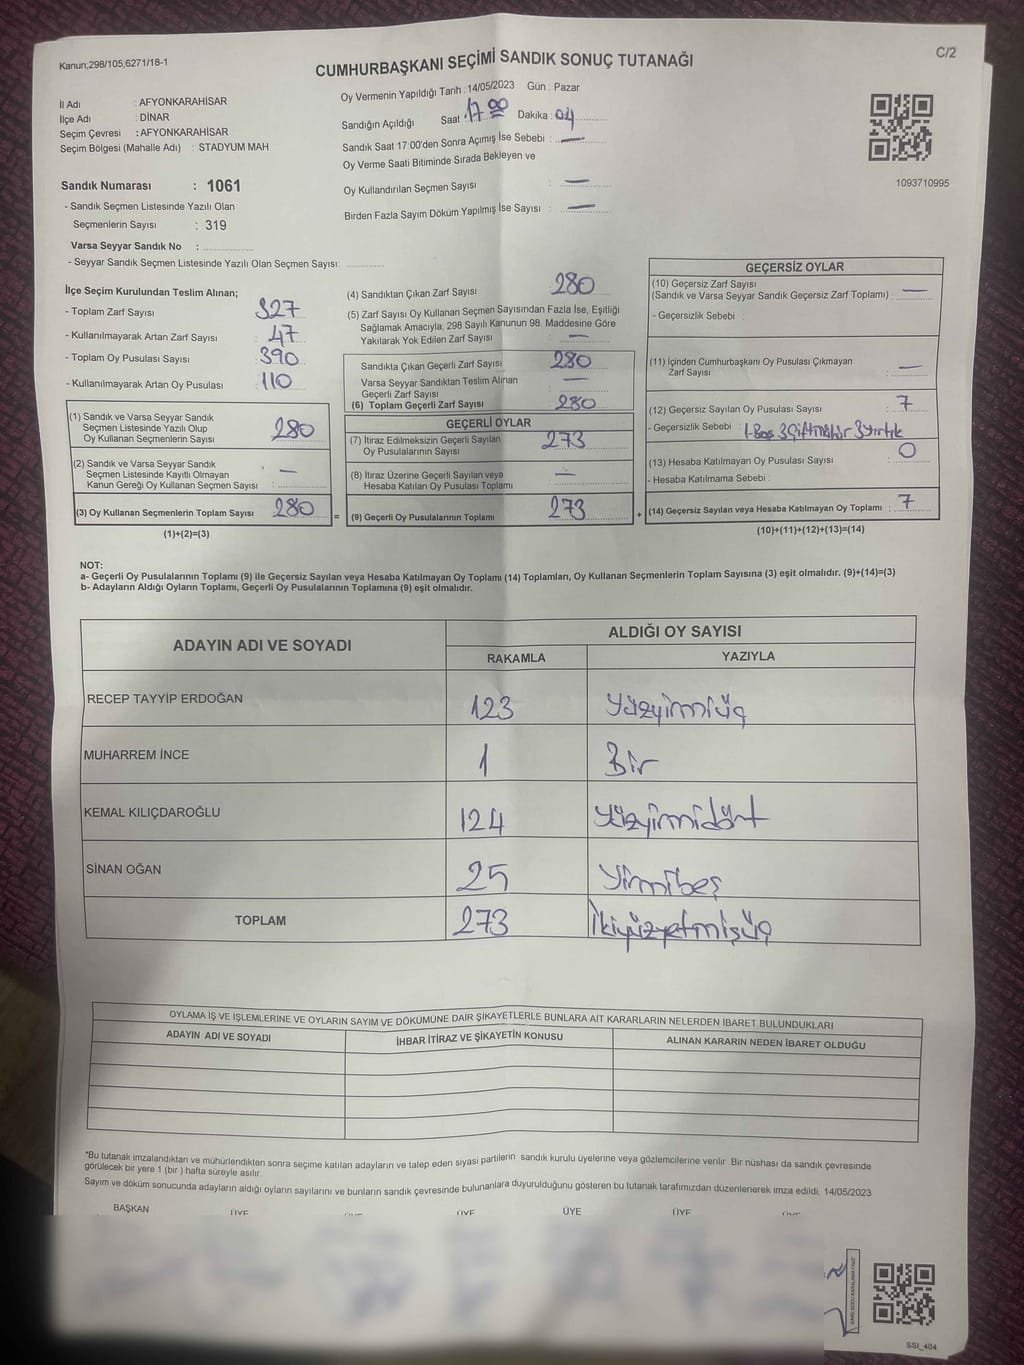 Kanun;298/105;6271/18-1
C/2
CUMHURBAŞKANI SEÇİMİ SANDIK SONUÇ TUTANAĞI
İl Adı : AFYONKARAHİSAR
İlçe Adı : DİNAR
Seçim Çevresi : AFYONKARAHİSAR
Seçim Bölgesi (Mahalle Adı) : STADYUM MAH
Oy Vermenin Yapıldığı Tarih : 14/05/2023 Gün : Pazar
Sandığın Açıldığı Saat : 17.00 Dakika : 04
Sandık Saat 17:00'den Sonra Açımış İse Sebebi : —
Oy Verme Saati Bitiminde Sırada Bekleyen ve
Oy Kullandırılan Seçmen Sayısı : —
Birden Fazla Sayım Döküm Yapılmış İse Sayısı : —
1093710995
Sandık Numarası : 1061
- Sandık Seçmen Listesinde Yazılı Olan
Seçmenlerin Sayısı : 319
Varsa Seyyar Sandık No :
- Seyyar Sandık Seçmen Listesinde Yazılı Olan Seçmen Sayısı:
İlçe Seçim Kurulundan Teslim Alınan;
- Toplam Zarf Sayısı : 327
- Kullanılmayarak Artan Zarf Sayısı : 47
- Toplam Oy Pusulası Sayısı : 390
- Kullanılmayarak Artan Oy Pusulası : 110
(1) Sandık ve Varsa Seyyar Sandık
Seçmen Listesinde Yazılı Olup
Oy Kullanan Seçmenlerin Sayısı : 280
(2) Sandık ve Varsa Seyyar Sandık
Seçmen Listesinde Kayıtlı Olmayan
Kanun Gereği Oy Kullanan Seçmen Sayısı : —
(3) Oy Kullanan Seçmenlerin Toplam Sayısı 280
(1)+(2)=(3)
(4) Sandıktan Çıkan Zarf Sayısı 280
(5) Zarf Sayısı Oy Kullanan Seçmen Sayısından Fazla İse, Eşitliği
Sağlamak Amacıyla; 298 Sayılı Kanunun 98. Maddesine Göre
Yakılarak Yok Edilen Zarf Sayısı —
Sandıkta Çıkan Geçerli Zarf Sayısı 280
Varsa Seyyar Sandıktan Teslim Alınan
Geçerli Zarf Sayısı —
(6) Toplam Geçerli Zarf Sayısı 280
GEÇERLİ OYLAR
(7) İtiraz Edilmeksizin Geçerli Sayılan
Oy Pusulalarının Sayısı 273
(8) İtiraz Üzerine Geçerli Sayılan veya
Hesaba Katılan Oy Pusulası Toplamı —
= (9) Geçerli Oy Pusulalarının Toplamı 273
GEÇERSİZ OYLAR
(10) Geçersiz Zarf Sayısı
(Sandık ve Varsa Seyyar Sandık Geçersiz Zarf Toplamı) : —
- Geçersizlik Sebebi :
(11) İçinden Cumhurbaşkanı Oy Pusulası Çıkmayan
Zarf Sayısı : —
(12) Geçersiz Sayılan Oy Pusulası Sayısı : 7
- Geçersizlik Sebebi : 1-Boş 3 Çift mühür 3 yırtık
(13) Hesaba Katılmayan Oy Pusulası Sayısı : 0
- Hesaba Katılmama Sebebi :
+ (14) Geçersiz Sayılan veya Hesaba Katılmayan Oy Toplamı : 7
(10)+(11)+(12)+(13)=(14)
NOT:
a- Geçerli Oy Pusulalarının Toplamı (9) ile Geçersiz Sayılan veya Hesaba Katılmayan Oy Toplamı (14) Toplamları, Oy Kullanan Seçmenlerin Toplam Sayısına (3) eşit olmalıdır. (9)+(14)=(3)
b- Adayların Aldığı Oyların Toplamı, Geçerli Oy Pusulalarının Toplamına (9) eşit olmalıdır.
ADAYIN ADI VE SOYADI ALDIĞI OY SAYISI
RAKAMLA YAZIYLA
RECEP TAYYİP ERDOĞAN 123 Yüzyirmiüç
MUHARREM İNCE 1 Bir
KEMAL KILIÇDAROĞLU 124 Yüzyirmidört
SİNAN OĞAN 25 Yirmibeş
TOPLAM 273 İkiyüzyetmişüç
OYLAMA İŞ VE İŞLEMLERİNE VE OYLARIN SAYIM VE DÖKÜMÜNE DAİR ŞİKAYETLERLE BUNLARA AİT KARARLARIN NELERDEN İBARET BULUNDUKLARI
ADAYIN ADI VE SOYADI İHBAR İTİRAZ VE ŞİKAYETİN KONUSU ALINAN KARARIN NEDEN İBARET OLDUĞU
*Bu tutanak imzalandıktan ve mühürlendikten sonra seçime katılan adayların ve talep eden siyasi partilerin sandık kurulu üyelerine veya gözlemcilerine verilir. Bir nüshası da sandık çevresinde
görülecek bir yere 1 (bir) hafta süreyle asılır.
Sayım ve döküm sonucunda adayların aldığı oyların sayılarını ve bunların sandık çevresinde bulunanlara duyurulduğunu gösteren bu tutanak tarafımızdan düzenlenerek imza edildi. 14/05/2023
BAŞKAN ÜYE ÜYE ÜYE ÜYE
SSI_404